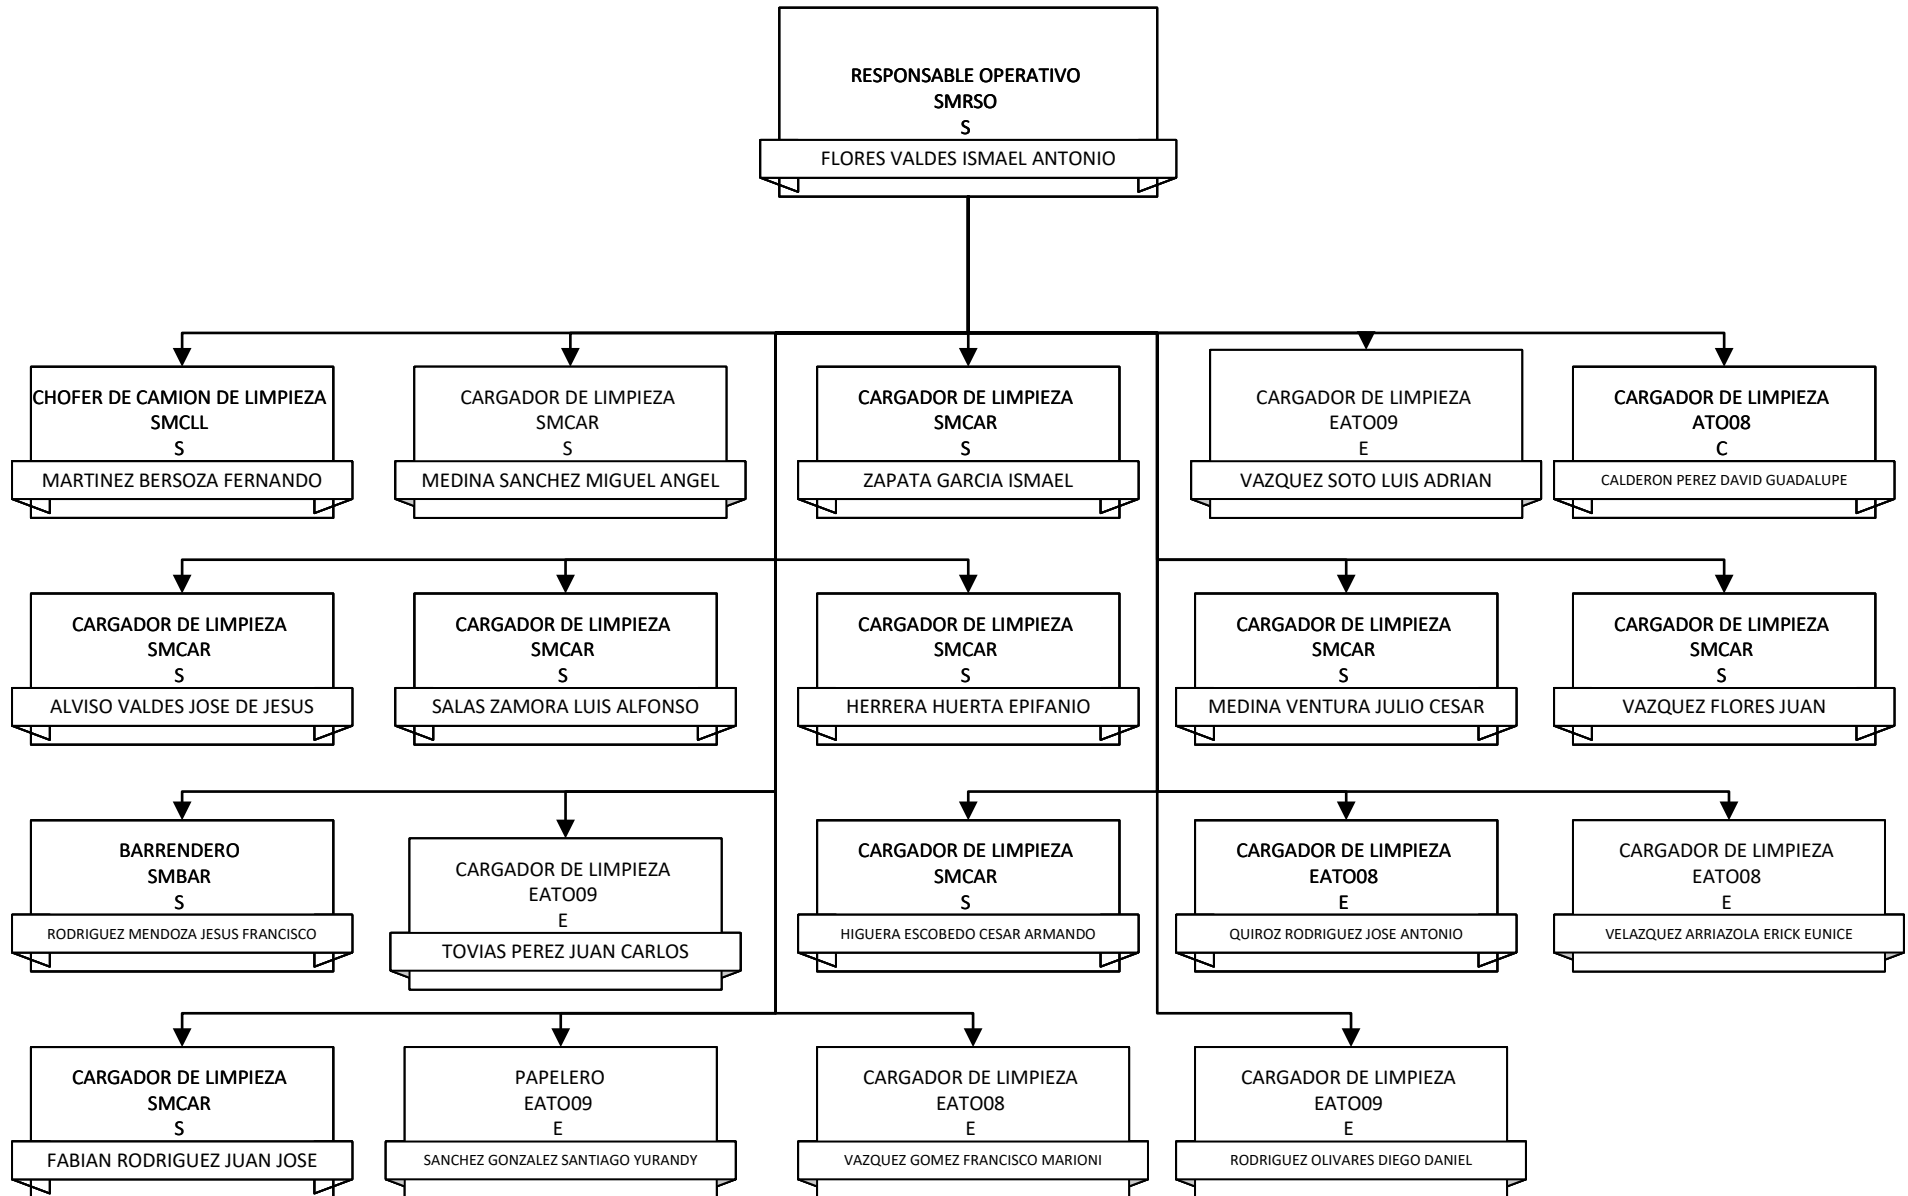 RESPONSABLE OPERATIVO
SMRSO
S
FLORES VALDES ISMAEL ANTONIO
CHOFER DE CAMION DE LIMPIEZA
SMCLL
S
MARTINEZ BERSOZA FERNANDO
CARGADOR DE LIMPIEZA
SMCAR
S
MEDINA SANCHEZ MIGUEL ANGEL
CARGADOR DE LIMPIEZA
SMCAR
S
ZAPATA GARCIA ISMAEL
CARGADOR DE LIMPIEZA
EATO09
E
VAZQUEZ SOTO LUIS ADRIAN
CARGADOR DE LIMPIEZA
ATO08
C
CALDERON PEREZ DAVID GUADALUPE
CARGADOR DE LIMPIEZA
SMCAR
S
ALVISO VALDES JOSE DE JESUS
CARGADOR DE LIMPIEZA
SMCAR
S
SALAS ZAMORA LUIS ALFONSO
CARGADOR DE LIMPIEZA
SMCAR
S
HERRERA HUERTA EPIFANIO
CARGADOR DE LIMPIEZA
SMCAR
S
MEDINA VENTURA JULIO CESAR
CARGADOR DE LIMPIEZA
SMCAR
S
VAZQUEZ FLORES JUAN
BARRENDERO
SMBAR
S
RODRIGUEZ MENDOZA JESUS FRANCISCO
CARGADOR DE LIMPIEZA
EATO09
E
TOVIAS PEREZ JUAN CARLOS
CARGADOR DE LIMPIEZA
SMCAR
S
HIGUERA ESCOBEDO CESAR ARMANDO
CARGADOR DE LIMPIEZA
EATO08
E
QUIROZ RODRIGUEZ JOSE ANTONIO
CARGADOR DE LIMPIEZA
EATO08
E
VELAZQUEZ ARRIAZOLA ERICK EUNICE
CARGADOR DE LIMPIEZA
SMCAR
S
FABIAN RODRIGUEZ JUAN JOSE
PAPELERO
EATO09
E
SANCHEZ GONZALEZ SANTIAGO YURANDY
CARGADOR DE LIMPIEZA
EATO08
E
VAZQUEZ GOMEZ FRANCISCO MARIONI
CARGADOR DE LIMPIEZA
EATO09
E
RODRIGUEZ OLIVARES DIEGO DANIEL